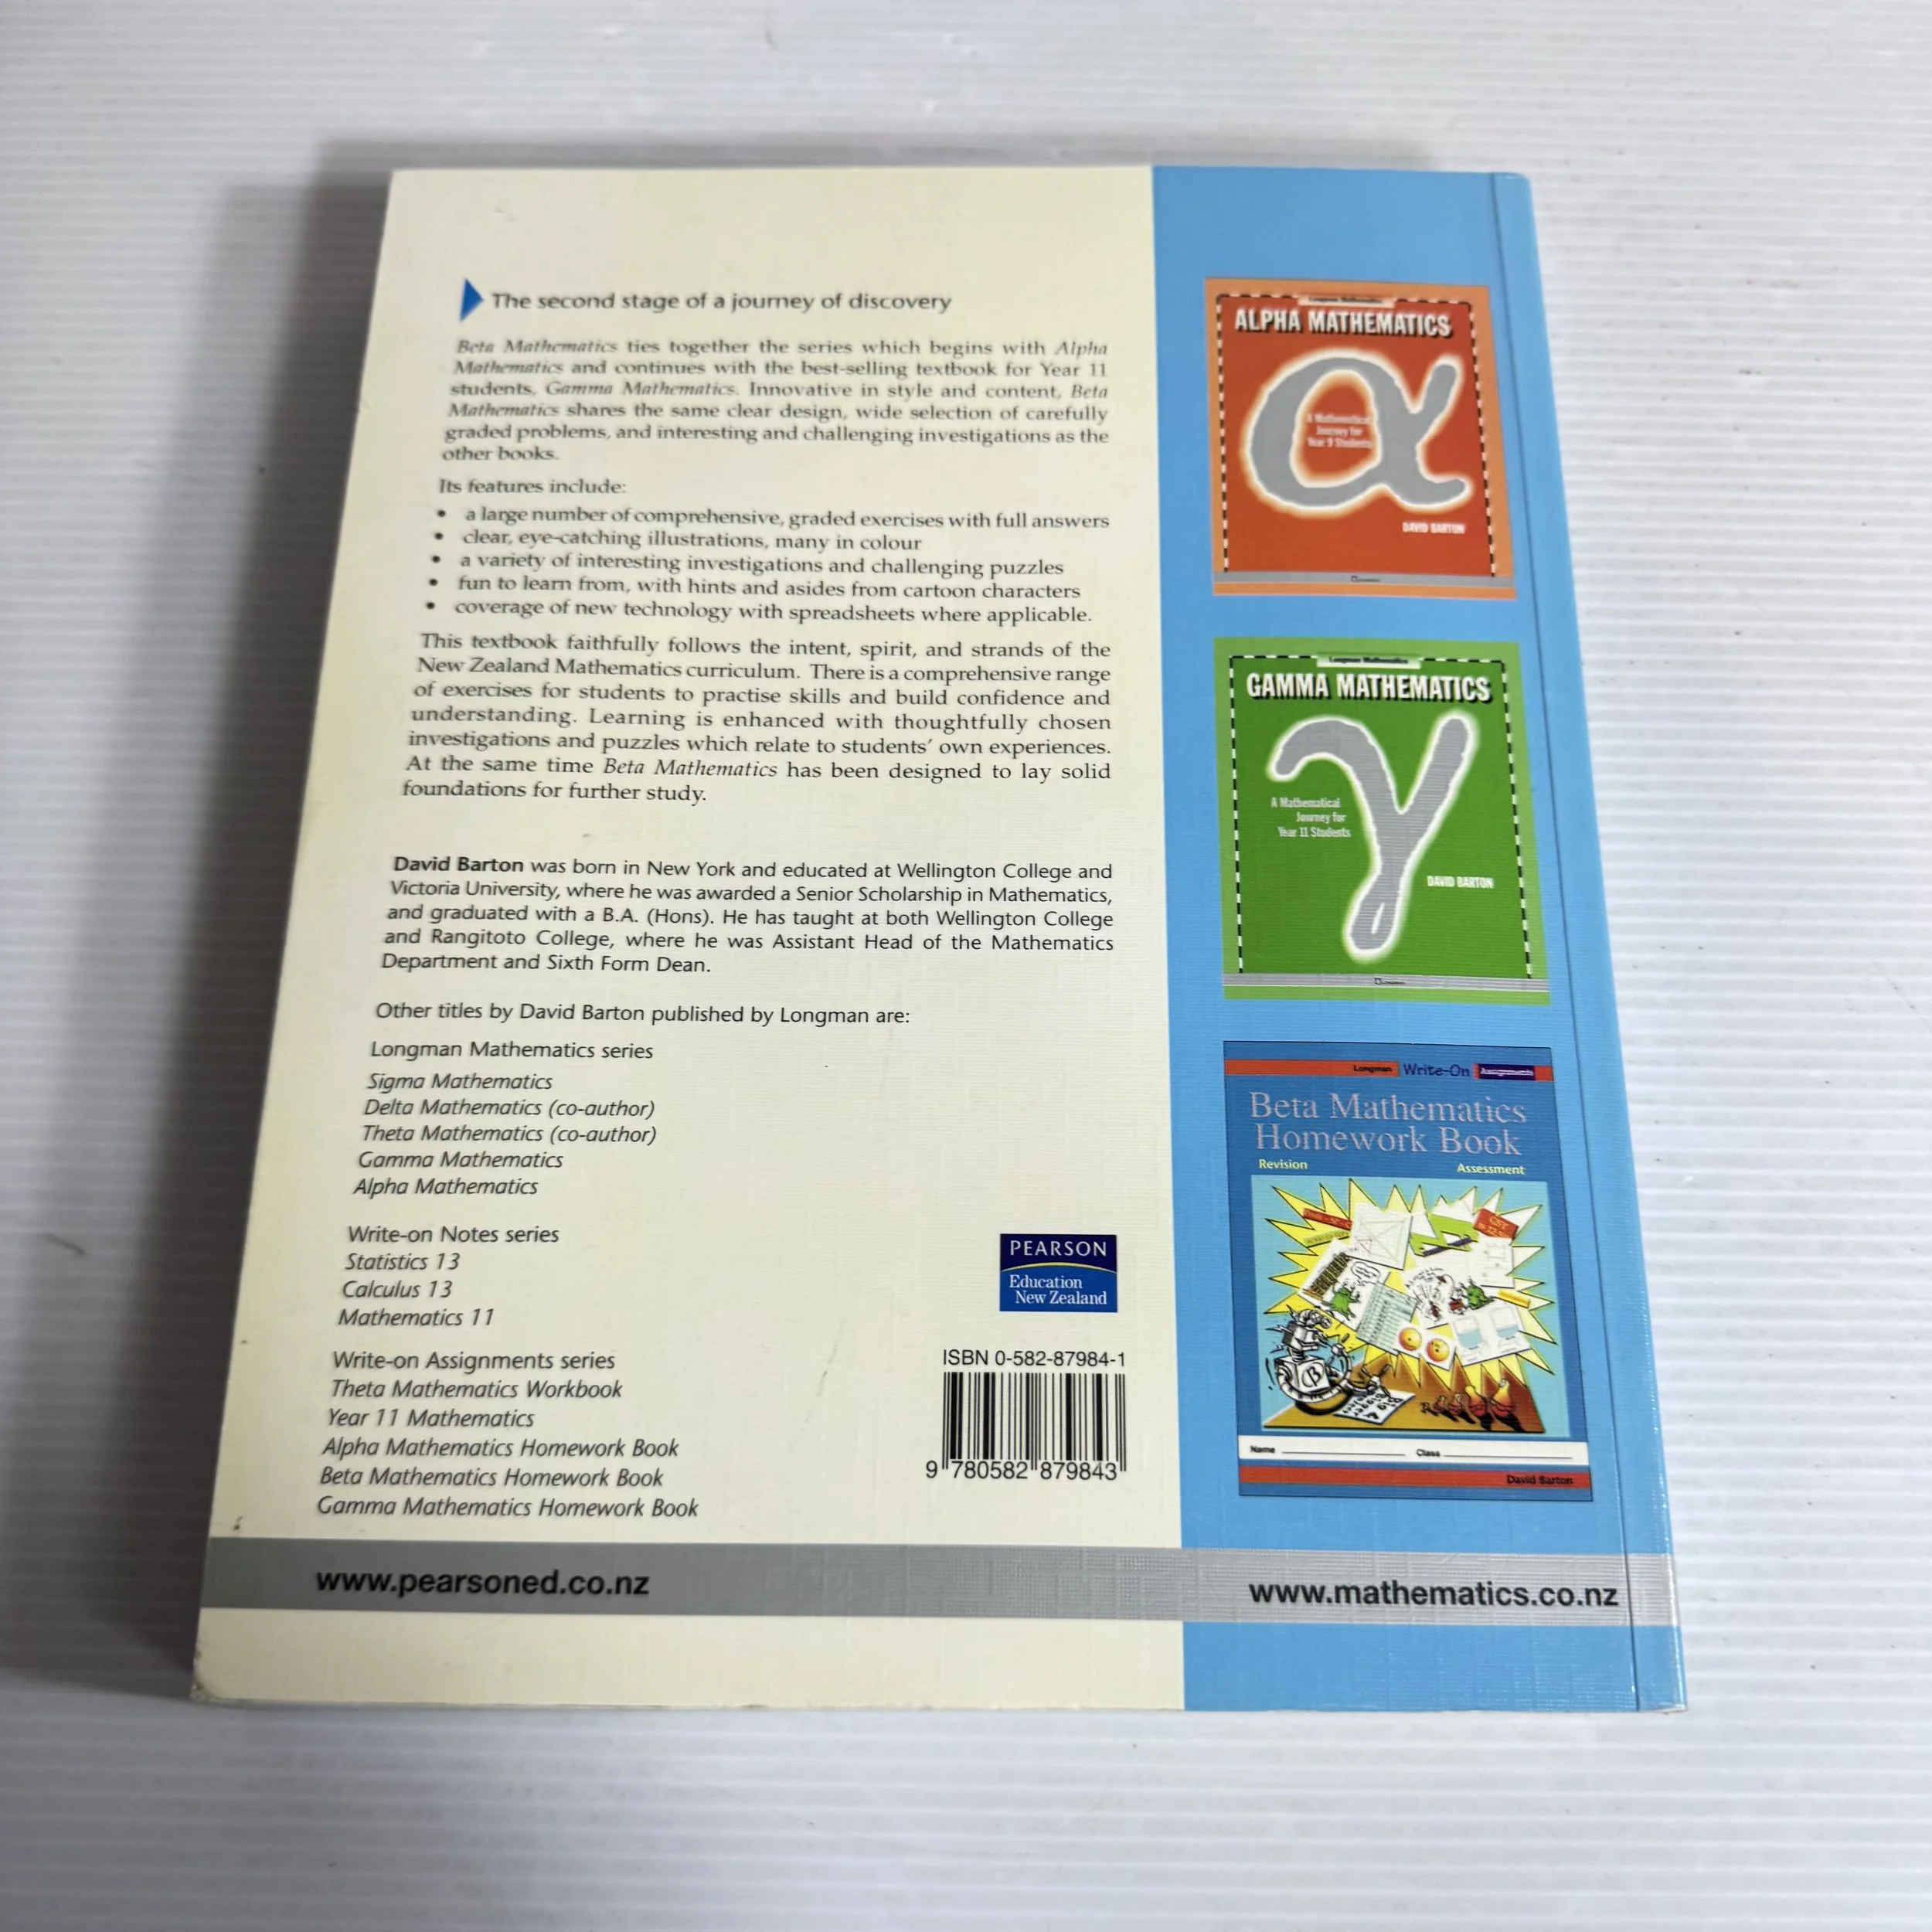 The second stage of a journey of discovery
Beta Mathematics ties together the series which begins with Alpha
Mathematics and continues with the best-selling textbook for Year 11
students, Gamma Mathematics. Innovative in style and content, Beta
Mathematics shares the same clear design, wide selection of carefully
graded problems, and interesting and challenging investigations as the
other books.
Its features include:
• a large number of comprehensive, graded exercises with full answers
• clear, eye-catching illustrations, many in colour
• a variety of interesting investigations and challenging puzzles
• fun to learn from, with hints and asides from cartoon characters
• coverage of new technology with spreadsheets where applicable.
This textbook faithfully follows the intent, spirit, and strands of the
New Zealand Mathematics curriculum. There is a comprehensive range
of exercises for students to practise skills and build confidence and
understanding. Learning is enhanced with thoughtfully chosen
investigations and puzzles which relate to students' own experiences.
At the same time Beta Mathematics has been designed to lay solid
foundations for further study.
David Barton was born in New York and educated at Wellington College and
Victoria University, where he was awarded a Senior Scholarship in Mathematics,
and graduated with a B.A. (Hons). He has taught at both Wellington College
and Rangitoto College, where he was Assistant Head of the Mathematics
Department and Sixth Form Dean.
Other titles by David Barton published by Longman are:
Longman Mathematics series
Sigma Mathematics
Delta Mathematics (co-author)
Theta Mathematics (co-author)
Gamma Mathematics
Alpha Mathematics
Write-on Notes series
Statistics 13
Calculus 13
Mathematics 11
Write-on Assignments series
Theta Mathematics Workbook
Year 11 Mathematics
Alpha Mathematics Homework Book
Beta Mathematics Homework Book
Gamma Mathematics Homework Book
PEARSON
Education
New Zealand
ISBN 0-582-87984-1
9 780582 879843
www.pearsoned.co.nz
Longman Mathematics
ALPHA MATHEMATICS
α
A Mathematical
Journey for
Year 9 Students
DAVID BARTON
Longman Mathematics
GAMMA MATHEMATICS
γ
A Mathematical
Journey for
Year 11 Students
DAVID BARTON
Longman Write-On Assignments
Beta Mathematics
Homework Book
Revision Assessment
β
Name Class
David Barton
www.mathematics.co.nz